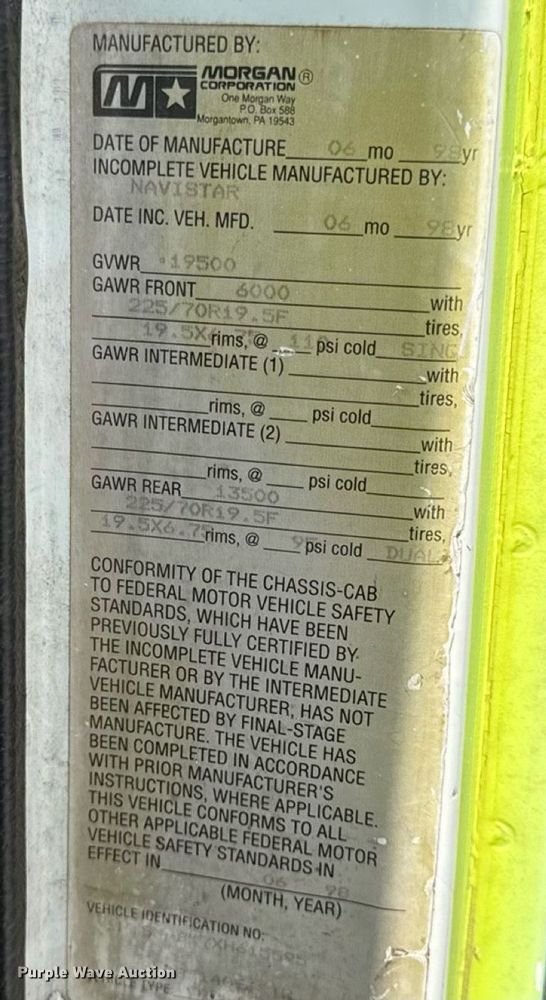 MANUFACTURED BY:
MORGAN®
CORPORATION
One Morgan Way
P.O. Box 588
Morgantown, PA 19543
DATE OF MANUFACTURE 06 mo 98 yr
INCOMPLETE VEHICLE MANUFACTURED BY:
NAVISTAR
DATE INC. VEH. MFD. 06 mo 98 yr
GVWR 19500
GAWR FRONT 6000 with
225/70R19.5F tires,
19.5X6.75 rims, @ psi cold SINGL
GAWR INTERMEDIATE (1) with
tires,
rims, @ psi cold
GAWR INTERMEDIATE (2) with
tires,
rims, @ psi cold
GAWR REAR 13500 with
225/70R19.5F tires,
19.5X6.75 rims, @ 95 psi cold DUAL
CONFORMITY OF THE CHASSIS-CAB
TO FEDERAL MOTOR VEHICLE SAFETY
STANDARDS, WHICH HAVE BEEN
PREVIOUSLY FULLY CERTIFIED BY
THE INCOMPLETE VEHICLE MANU-
FACTURER OR BY THE INTERMEDIATE
VEHICLE MANUFACTURER, HAS NOT
BEEN AFFECTED BY FINAL-STAGE
MANUFACTURE. THE VEHICLE HAS
BEEN COMPLETED IN ACCORDANCE
WITH PRIOR MANUFACTURER'S
INSTRUCTIONS, WHERE APPLICABLE.
THIS VEHICLE CONFORMS TO ALL
OTHER APPLICABLE FEDERAL MOTOR
VEHICLE SAFETY STANDARDS IN
EFFECT IN 06 98
(MONTH, YEAR)
VEHICLE IDENTIFICATION NO:
VEHICLE TYPE
Purple Wave Auction